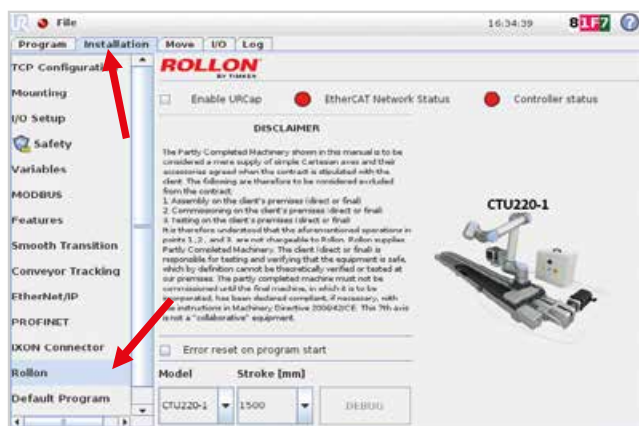 File
16:34:39
81F7
?
Program Installation Move I/O Log
TCP Configurati
Mounting
I/O Setup
Safety
Variables
MODBUS
Features
Smooth Transition
Conveyor Tracking
EtherNet/IP
PROFINET
IXON Connector
Rollon
Default Program
ROLLON
BY TIMKEN
Enable URCap
EtherCAT Network Status
Controller status
DISCLAIMER
The Partly Completed Machinery shown in this manual is to be
considered a mere supply of simple Cartesian axes and their
accessories agreed when the contract is stipulated with the
client. The following are therefore to be considered excluded
from the contract:
1. Assembly on the client's premises (direct or final)
2. Commissioning on the client's premises (direct or final)
3. Testing on the client's premises (direct or final)
It is therefore understood that the aforementioned operations in
points 1.,2., and 3. are not chargeable to Rollon. Rollon supplies
Partly Completed Machinery. The client (direct or final) is
responsible for testing and verifying that the equipment is safe,
which by definition cannot be theoretically verified or tested at
our premises. The partly completed machine must not be
commissioned until the final machine, in which it is to be
incorporated, has been declared compliant, if necessary, with
the instructions in Machinery Directive 2006/42/CE. This 7th axis
is not a "collaborative" equipment.
CTU220-1
Error reset on program start
Model Stroke [mm]
CTU220-1 1500 DEBUG